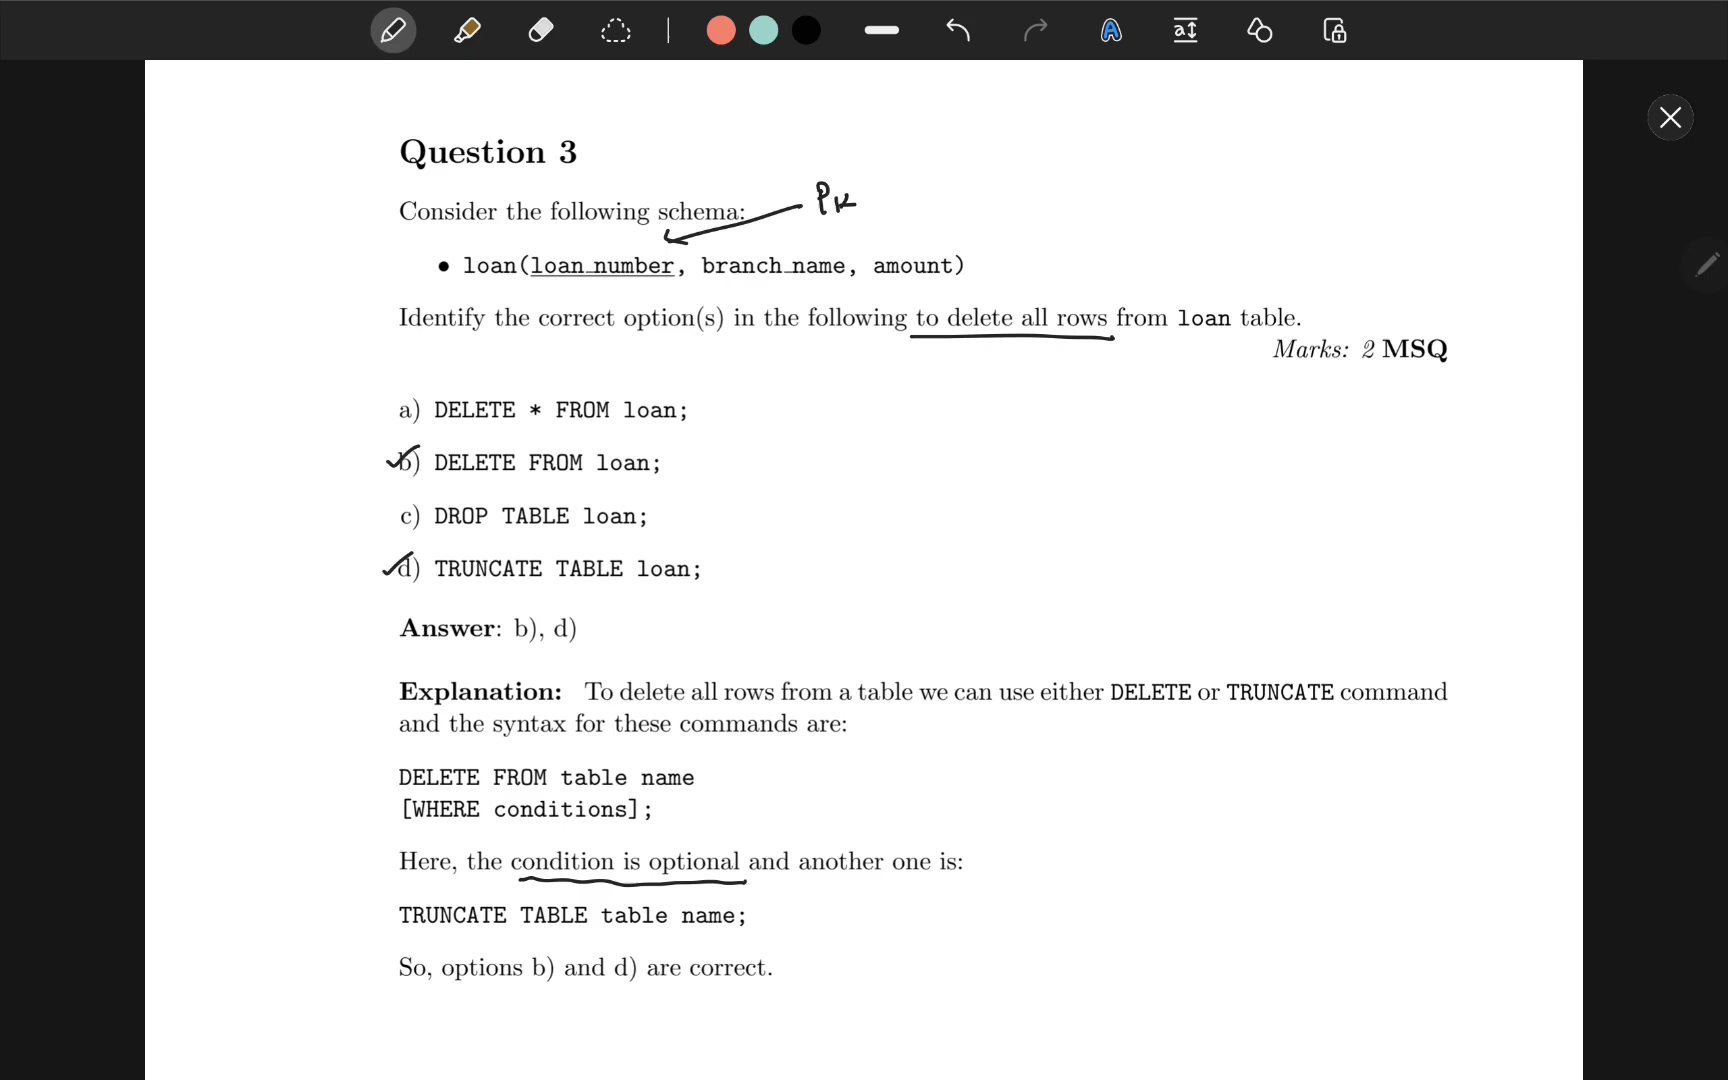 Question 3
Consider the following schema:
PK
• loan(loan_number, branch_name, amount)
Identify the correct option(s) in the following to delete all rows from loan table.
Marks: 2 MSQ
a) DELETE * FROM loan;
b) DELETE FROM loan;
c) DROP TABLE loan;
d) TRUNCATE TABLE loan;
Answer: b), d)
Explanation: To delete all rows from a table we can use either DELETE or TRUNCATE command
and the syntax for these commands are:
DELETE FROM table name
[WHERE conditions];
Here, the condition is optional and another one is:
TRUNCATE TABLE table name;
So, options b) and d) are correct.